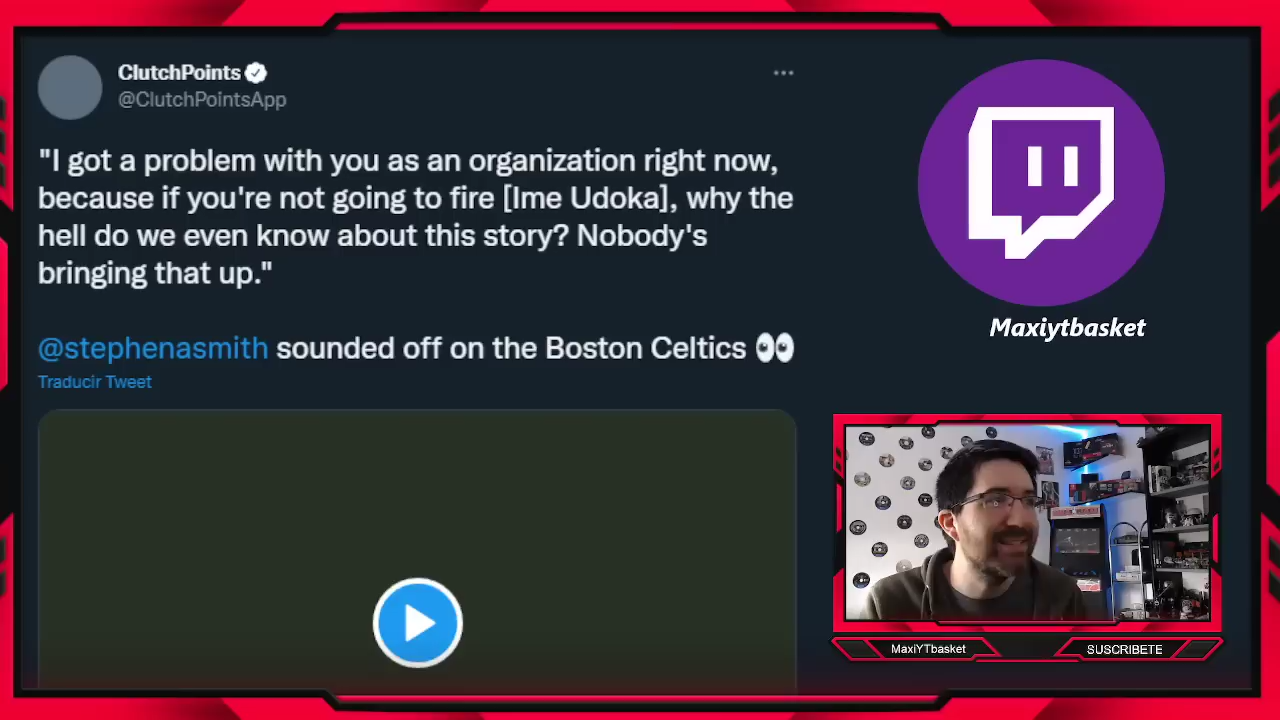 ClutchPoints
@ClutchPointsApp
"I got a problem with you as an organization right now,
because if you're not going to fire [Ime Udoka], why the
hell do we even know about this story? Nobody's
bringing that up."
@stephenasmith sounded off on the Boston Celtics 👀
Traducir Tweet
Maxiytbasket
MaxiYTbasket
SUSCRIBETE